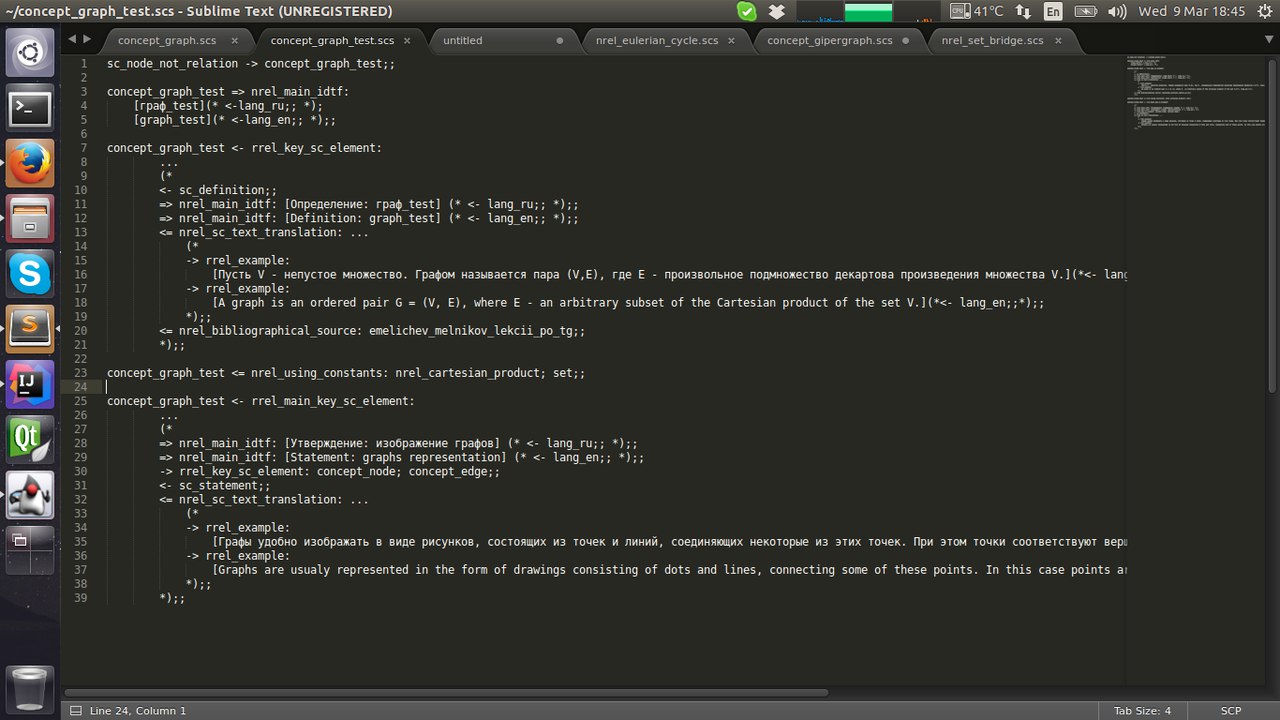 ~/concept_graph_test.scs - Sublime Text (UNREGISTERED)
41°C En Wed 9 Mar 18:45
concept_graph.scs × concept_graph_test.scs × untitled nrel_eulerian_cycle.scs × concept_gipergraph.scs nrel_set_bridge.scs ×
1 sc_node_not_relation -> concept_graph_test;;
2
3 concept_graph_test => nrel_main_idtf:
4 [граф_test](* <-lang_ru;; *);
5 [graph_test](* <-lang_en;; *);;
6
7 concept_graph_test <- rrel_key_sc_element:
8 ...
9 (*
10 <- sc_definition;;
11 => nrel_main_idtf: [Определение: граф_test] (* <- lang_ru;; *);;
12 => nrel_main_idtf: [Definition: graph_test] (* <- lang_en;; *);;
13 <= nrel_sc_text_translation: ...
14 (*
15 -> rrel_example:
16 [Пусть V - непустое множество. Графом называется пара (V,E), где E - произвольное подмножество декартова произведения множества V.](*<- lang
17 -> rrel_example:
18 [A graph is an ordered pair G = (V, E), where E - an arbitrary subset of the Cartesian product of the set V.](*<- lang_en;;*);;
19 *);;
20 <= nrel_bibliographical_source: emelichev_melnikov_lekcii_po_tg;;
21 *);;
22
23 concept_graph_test <= nrel_using_constants: nrel_cartesian_product; set;;
24
25 concept_graph_test <- rrel_main_key_sc_element:
26 ...
27 (*
28 => nrel_main_idtf: [Утверждение: изображение графов] (* <- lang_ru;; *);;
29 => nrel_main_idtf: [Statement: graphs representation] (* <- lang_en;; *);;
30 -> rrel_key_sc_element: concept_node; concept_edge;;
31 <- sc_statement;;
32 <= nrel_sc_text_translation: ...
33 (*
34 -> rrel_example:
35 [Графы удобно изображать в виде рисунков, состоящих из точек и линий, соединяющих некоторые из этих точек. При этом точки соответствуют вер
36 -> rrel_example:
37 [Graphs are usualy represented in the form of drawings consisting of dots and lines, connecting some of these points. In this case points a
38 *);;
39 *);;
Line 24, Column 1 Tab Size: 4 SCP